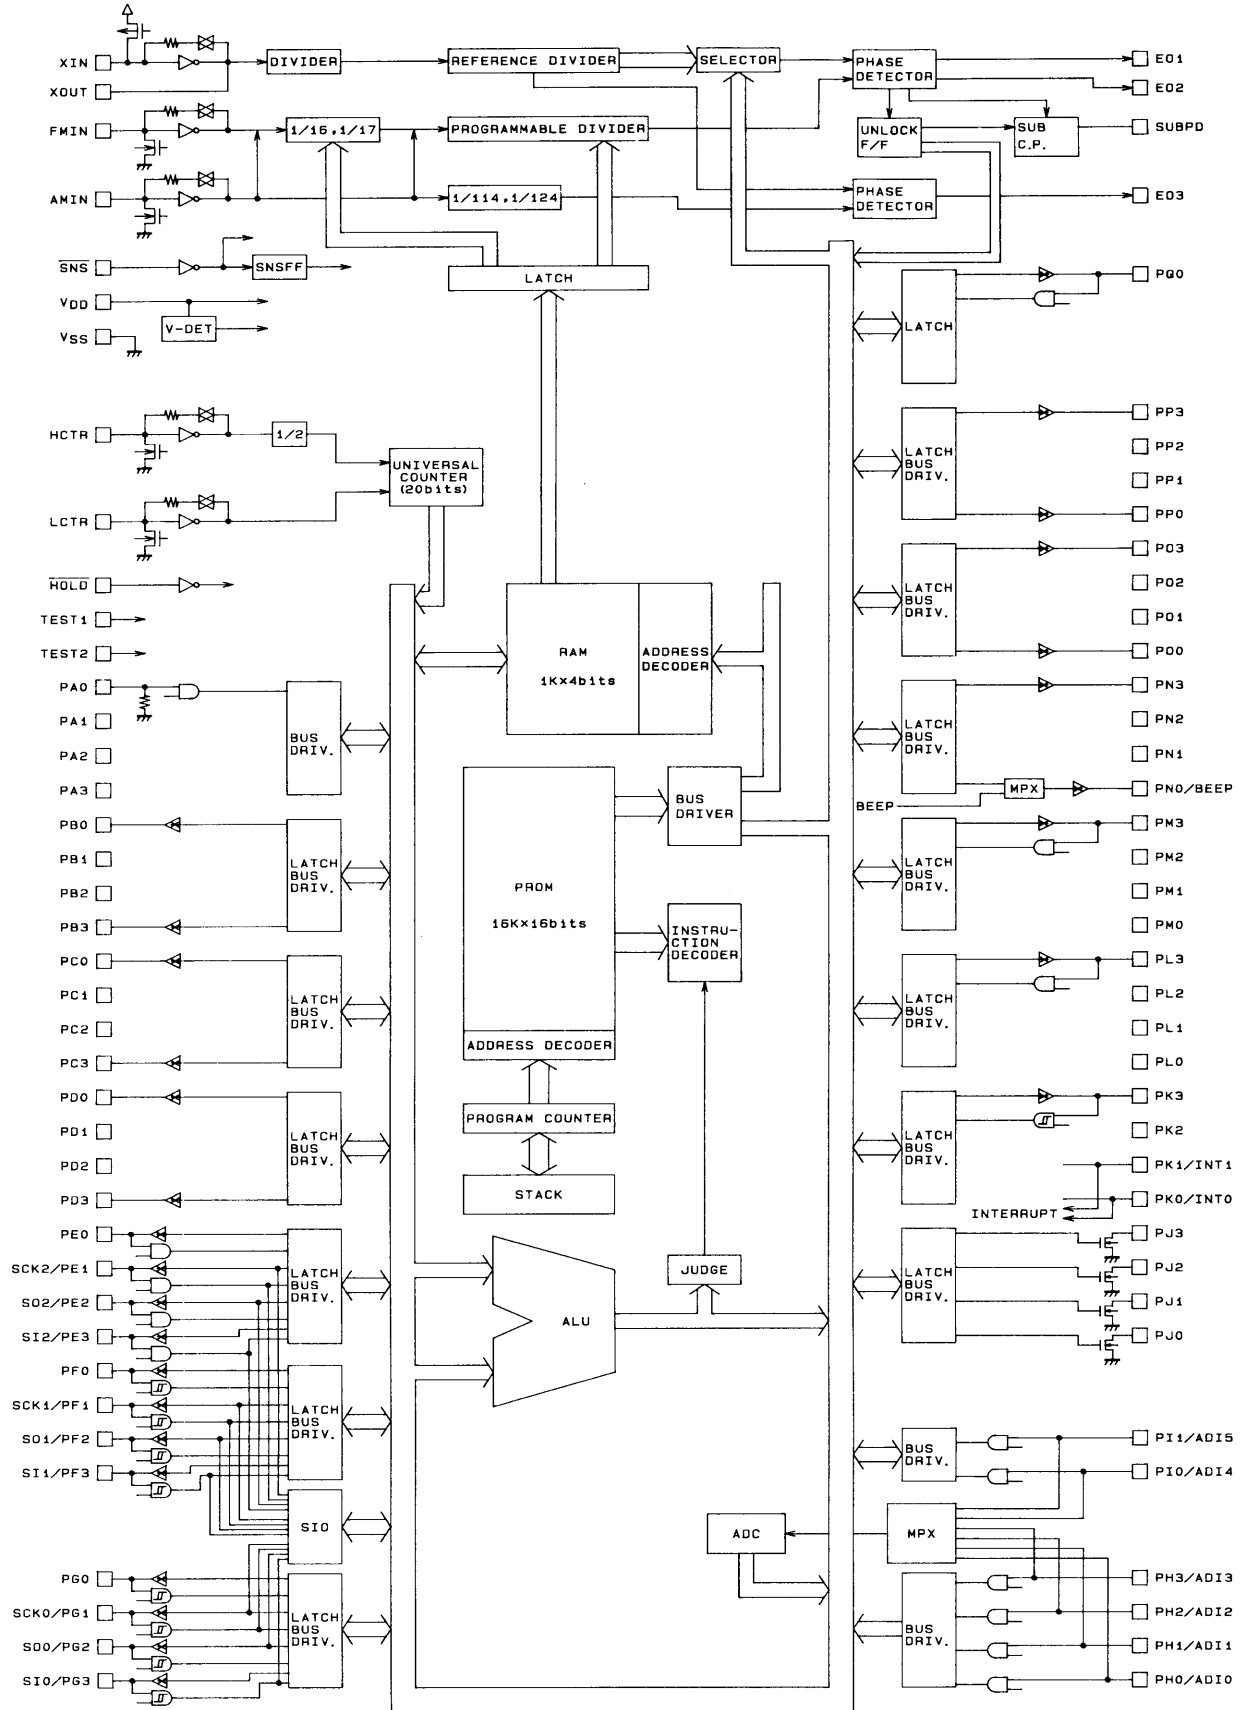 XIN
XOUT
FMIN
AMIN
SNS
VDD
VSS
HCTR
LCTR
HOLD
TEST1
TEST2
PA0
PA1
PA2
PA3
PB0
PB1
PB2
PB3
PC0
PC1
PC2
PC3
PD0
PD1
PD2
PD3
PE0
SCK2/PE1
SO2/PE2
SI2/PE3
PF0
SCK1/PF1
SO1/PF2
SI1/PF3
PG0
SCK0/PG1
SO0/PG2
SI0/PG3
DIVIDER
REFERENCE DIVIDER
SELECTOR
PHASE
DETECTOR
1/16,1/17
PROGRAMMABLE DIVIDER
UNLOCK
F/F
SUB
C.P.
1/114,1/124
PHASE
DETECTOR
SNSFF
V-DET
LATCH
1/2
UNIVERSAL
COUNTER
(20bits)
RAM
1K×4bits
ADDRESS
DECODER
BUS
DRIV.
LATCH
BUS
DRIV.
LATCH
BUS
DRIV.
LATCH
BUS
DRIV.
LATCH
BUS
DRIV.
LATCH
BUS
DRIV.
SIO
LATCH
BUS
DRIV.
PROM
16K×16bits
ADDRESS DECODER
PROGRAM COUNTER
STACK
BUS
DRIVER
INSTRU-
CTION
DECODER
JUDGE
ALU
ADC
MPX
LATCH
LATCH
BUS
DRIV.
LATCH
BUS
DRIV.
LATCH
BUS
DRIV.
BEEP
MPX
LATCH
BUS
DRIV.
LATCH
BUS
DRIV.
LATCH
BUS
DRIV.
INTERRUPT
LATCH
BUS
DRIV.
BUS
DRIV.
BUS
DRIV.
EO1
EO2
SUBPD
EO3
PQ0
PP3
PP2
PP1
PP0
PO3
PO2
PO1
PO0
PN3
PN2
PN1
PN0/BEEP
PM3
PM2
PM1
PM0
PL3
PL2
PL1
PL0
PK3
PK2
PK1/INT1
PK0/INT0
PJ3
PJ2
PJ1
PJ0
PI1/ADI5
PI0/ADI4
PH3/ADI3
PH2/ADI2
PH1/ADI1
PH0/ADI0